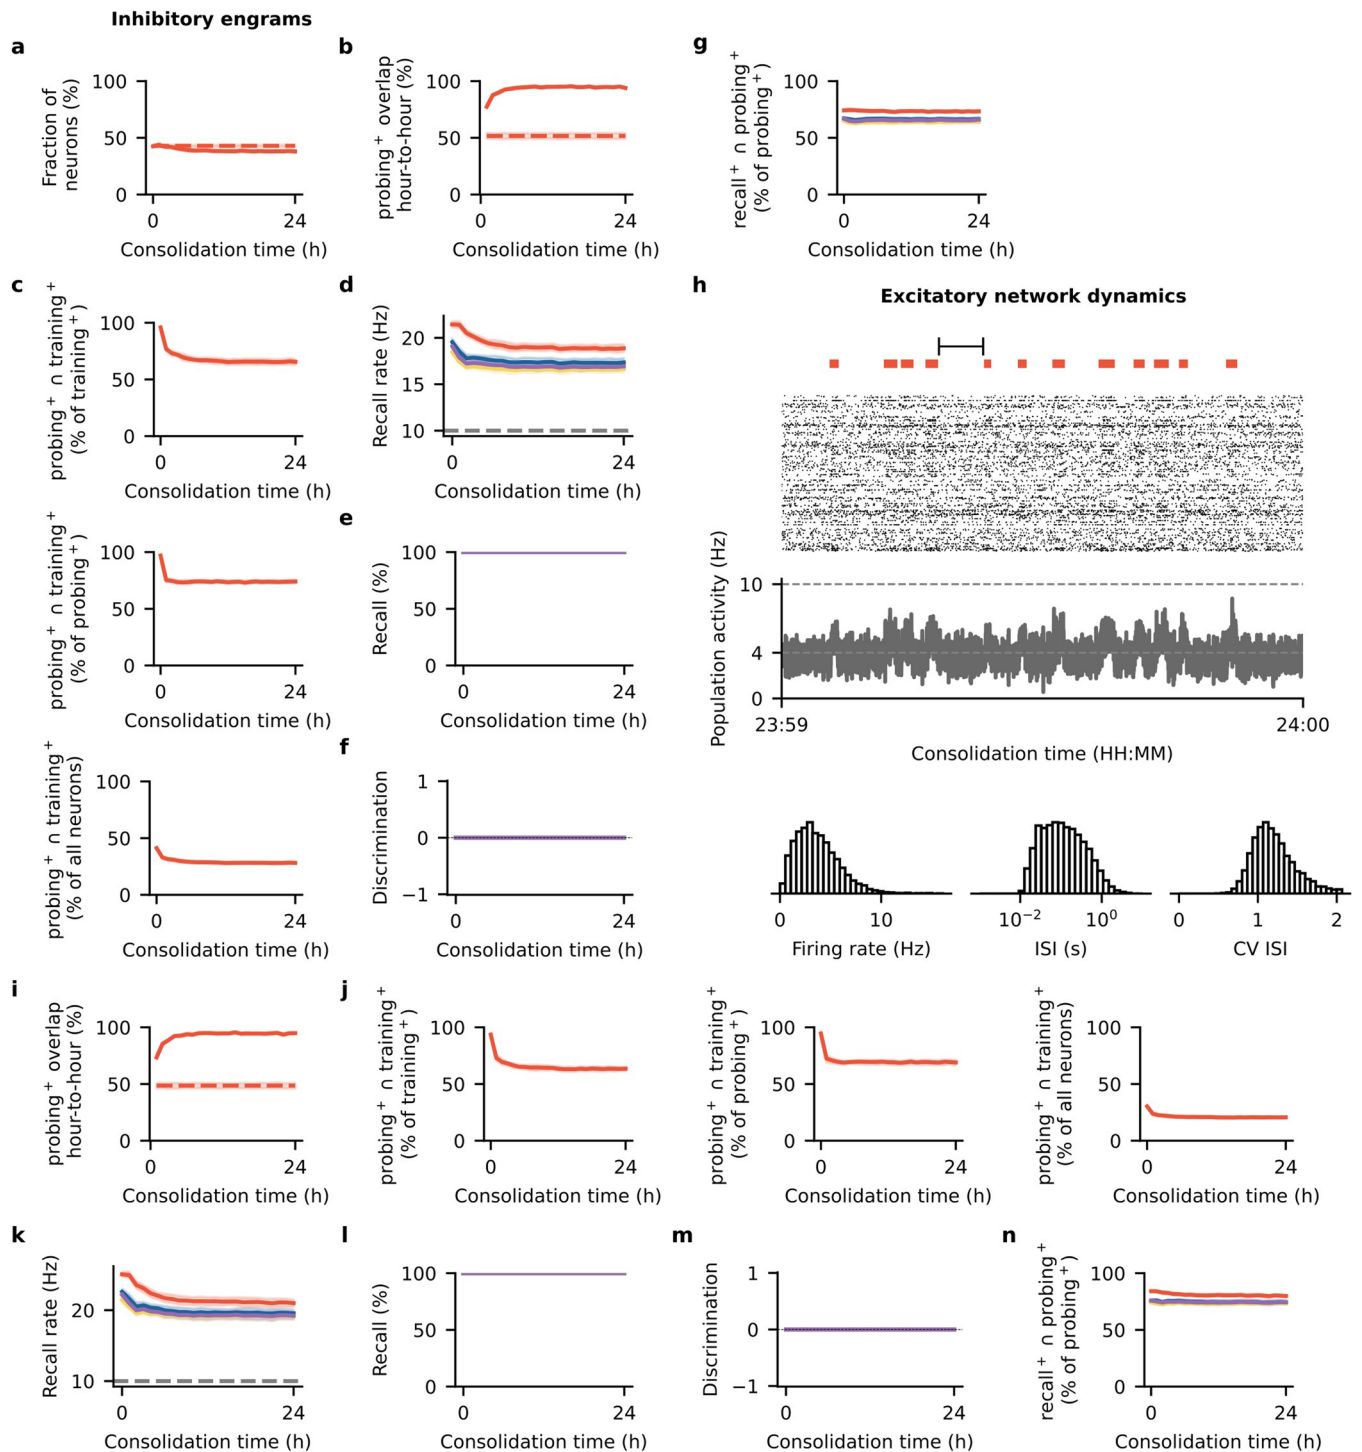 Inhibitory engrams
a
Fraction of
neurons (%)
100
50
0
0
24
Consolidation time (h)
b
probing⁺ overlap
hour-to-hour (%)
100
50
0
0
24
Consolidation time (h)
g
recall⁺ ∩ probing⁺
(% of probing⁺)
100
50
0
0
24
Consolidation time (h)
c
probing⁺ ∩ training⁺
(% of training⁺)
100
50
0
0
24
Consolidation time (h)
d
Recall rate (Hz)
20
15
10
0
24
Consolidation time (h)
h
Excitatory network dynamics
Population activity (Hz)
10
4
0
23:59
24:00
Consolidation time (HH:MM)
probing⁺ ∩ training⁺
(% of probing⁺)
100
50
0
0
24
Consolidation time (h)
e
Recall (%)
100
50
0
0
24
Consolidation time (h)
probing⁺ ∩ training⁺
(% of all neurons)
100
50
0
0
24
Consolidation time (h)
f
Discrimination
1
0
−1
0
24
Consolidation time (h)
0
10
Firing rate (Hz)
10⁻²
10⁰
ISI (s)
0
1
2
CV ISI
i
probing⁺ overlap
hour-to-hour (%)
100
50
0
0
24
Consolidation time (h)
j
probing⁺ ∩ training⁺
(% of training⁺)
100
50
0
0
24
Consolidation time (h)
probing⁺ ∩ training⁺
(% of probing⁺)
100
50
0
0
24
Consolidation time (h)
probing⁺ ∩ training⁺
(% of all neurons)
100
50
0
0
24
Consolidation time (h)
k
Recall rate (Hz)
20
10
0
24
Consolidation time (h)
l
Recall (%)
100
50
0
0
24
Consolidation time (h)
m
Discrimination
1
0
−1
0
24
Consolidation time (h)
n
recall⁺ ∩ probing⁺
(% of probing⁺)
100
50
0
0
24
Consolidation time (h)